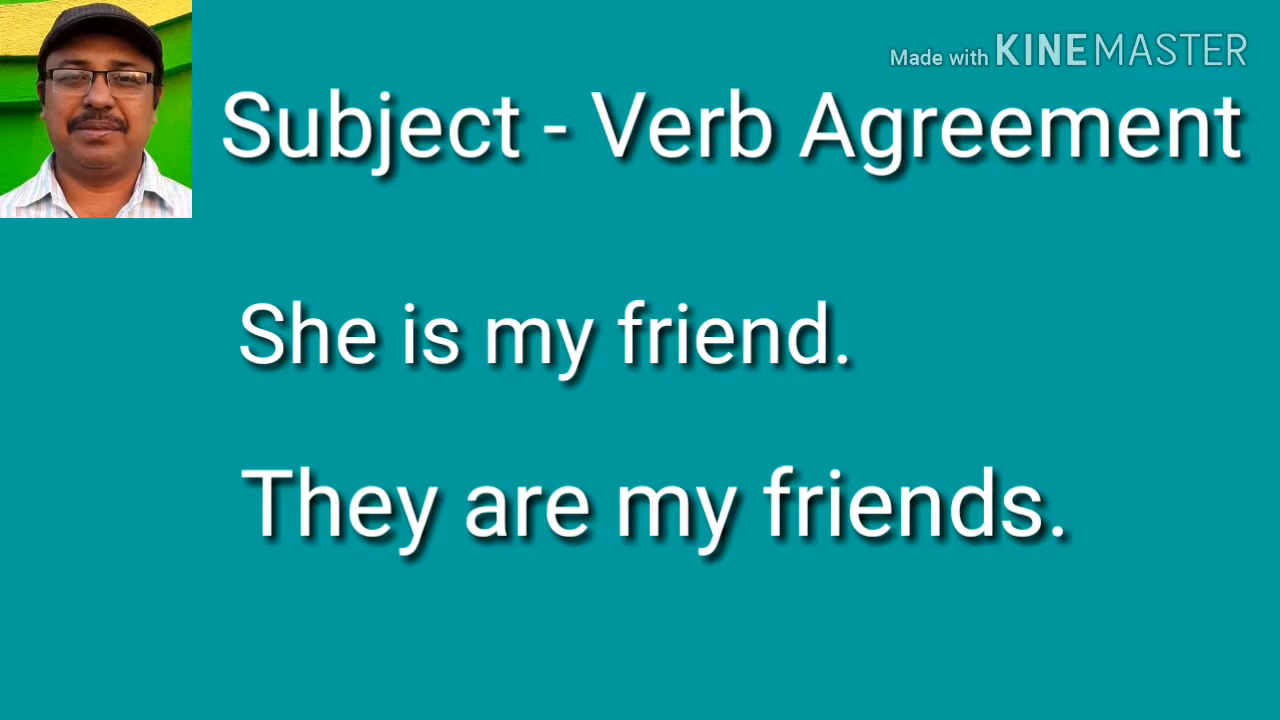 Made with KINEMASTER
Subject - Verb Agreement
She is my friend.
They are my friends.